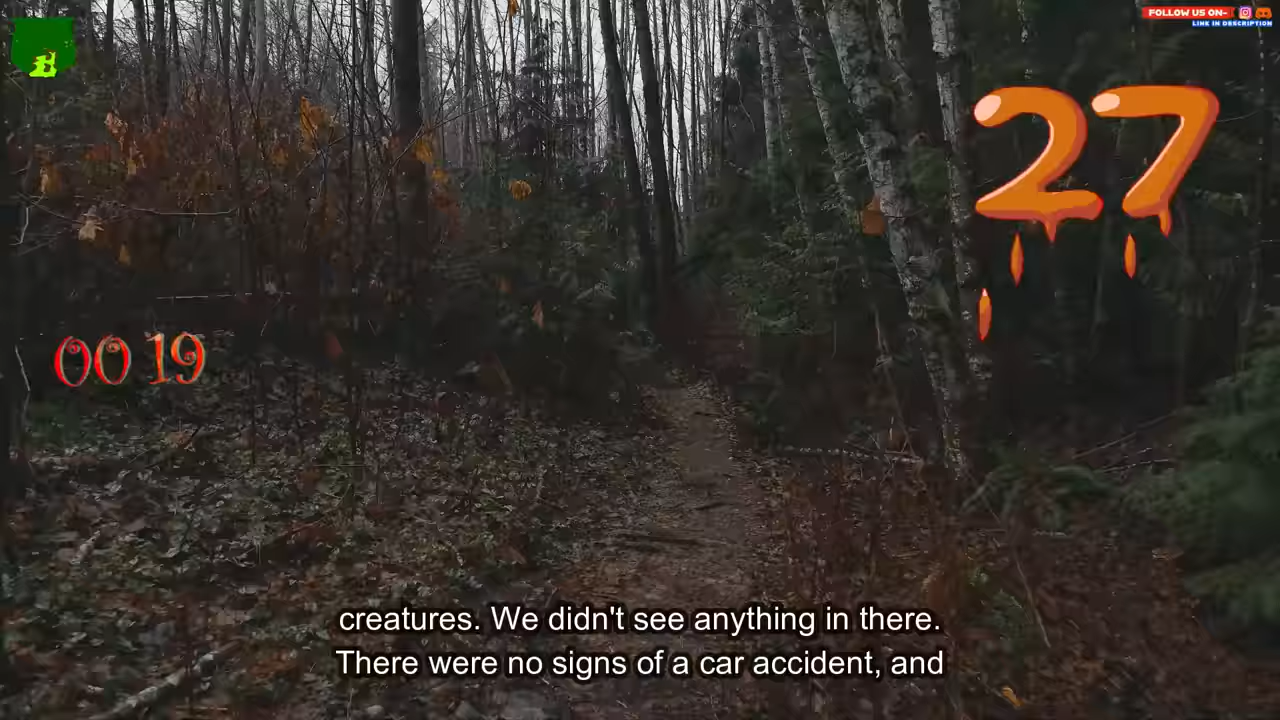 FOLLOW US ON-
LINK IN DESCRIPTION
27
00 19
creatures. We didn't see anything in there.
There were no signs of a car accident, and